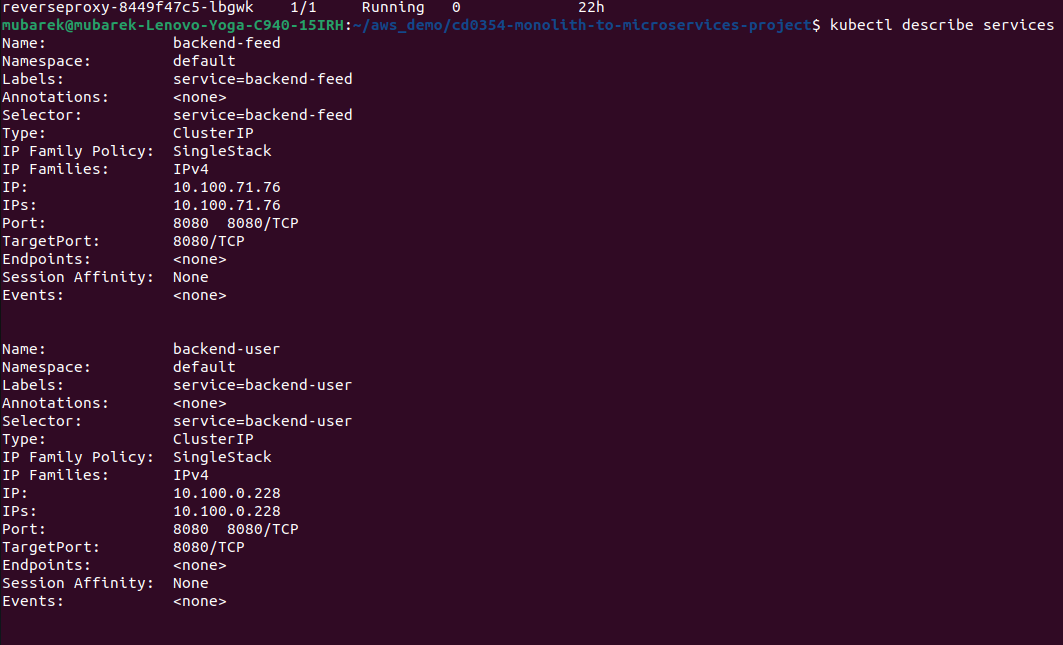 reverseproxy-8449f47c5-lbgwk    1/1     Running   0             22h
mubarek@mubarek-Lenovo-Yoga-C940-15IRH:~/aws_demo/cd0354-monolith-to-microservices-project$ kubectl describe services
Name:              backend-feed
Namespace:         default
Labels:            service=backend-feed
Annotations:       <none>
Selector:          service=backend-feed
Type:              ClusterIP
IP Family Policy:  SingleStack
IP Families:       IPv4
IP:                10.100.71.76
IPs:               10.100.71.76
Port:              8080  8080/TCP
TargetPort:        8080/TCP
Endpoints:         <none>
Session Affinity:  None
Events:            <none>
Name:              backend-user
Namespace:         default
Labels:            service=backend-user
Annotations:       <none>
Selector:          service=backend-user
Type:              ClusterIP
IP Family Policy:  SingleStack
IP Families:       IPv4
IP:                10.100.0.228
IPs:               10.100.0.228
Port:              8080  8080/TCP
TargetPort:        8080/TCP
Endpoints:         <none>
Session Affinity:  None
Events:            <none>